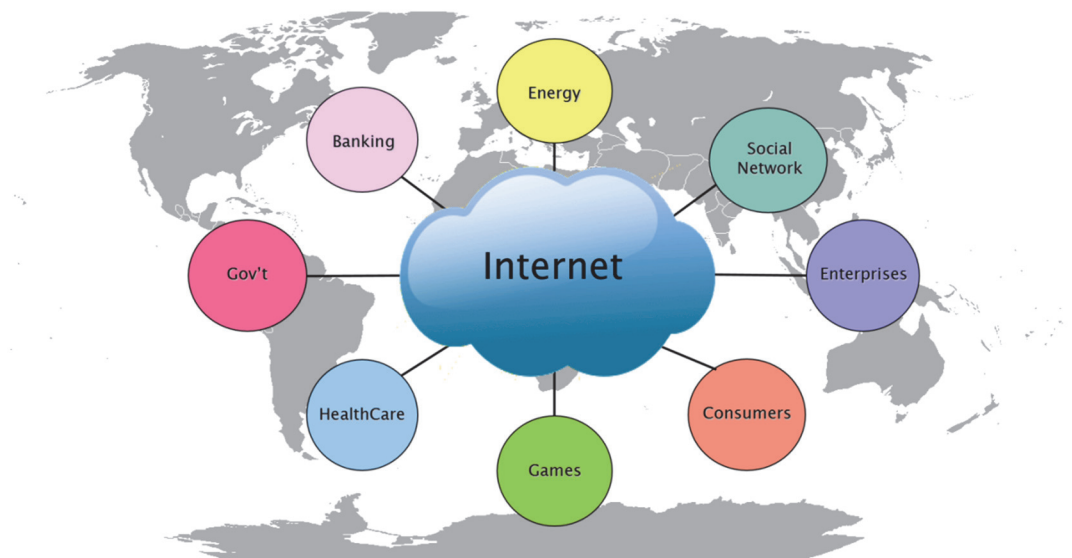 Energy
Banking
Social
Network
Internet
Gov't
Enterprises
HealthCare
Consumers
Games